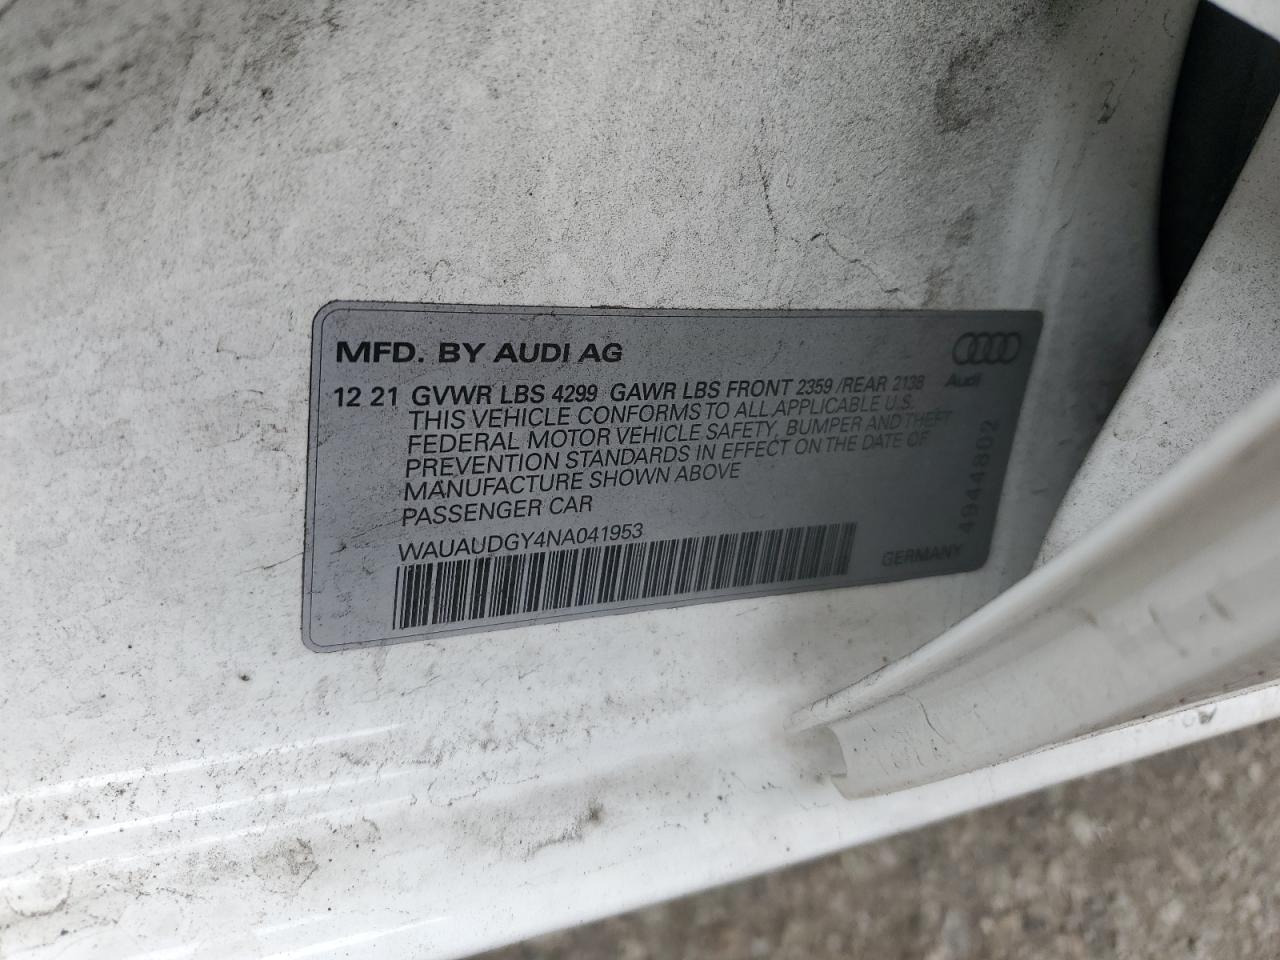 MFD. BY AUDI AG
Audi
12 21 GVWR LBS 4299 GAWR LBS FRONT 2359 /REAR 2138
THIS VEHICLE CONFORMS TO ALL APPLICABLE U.S.
FEDERAL MOTOR VEHICLE SAFETY, BUMPER AND THEFT
PREVENTION STANDARDS IN EFFECT ON THE DATE OF
MANUFACTURE SHOWN ABOVE
PASSENGER CAR
WAUAUDGY4NA041953
GERMANY
4944802